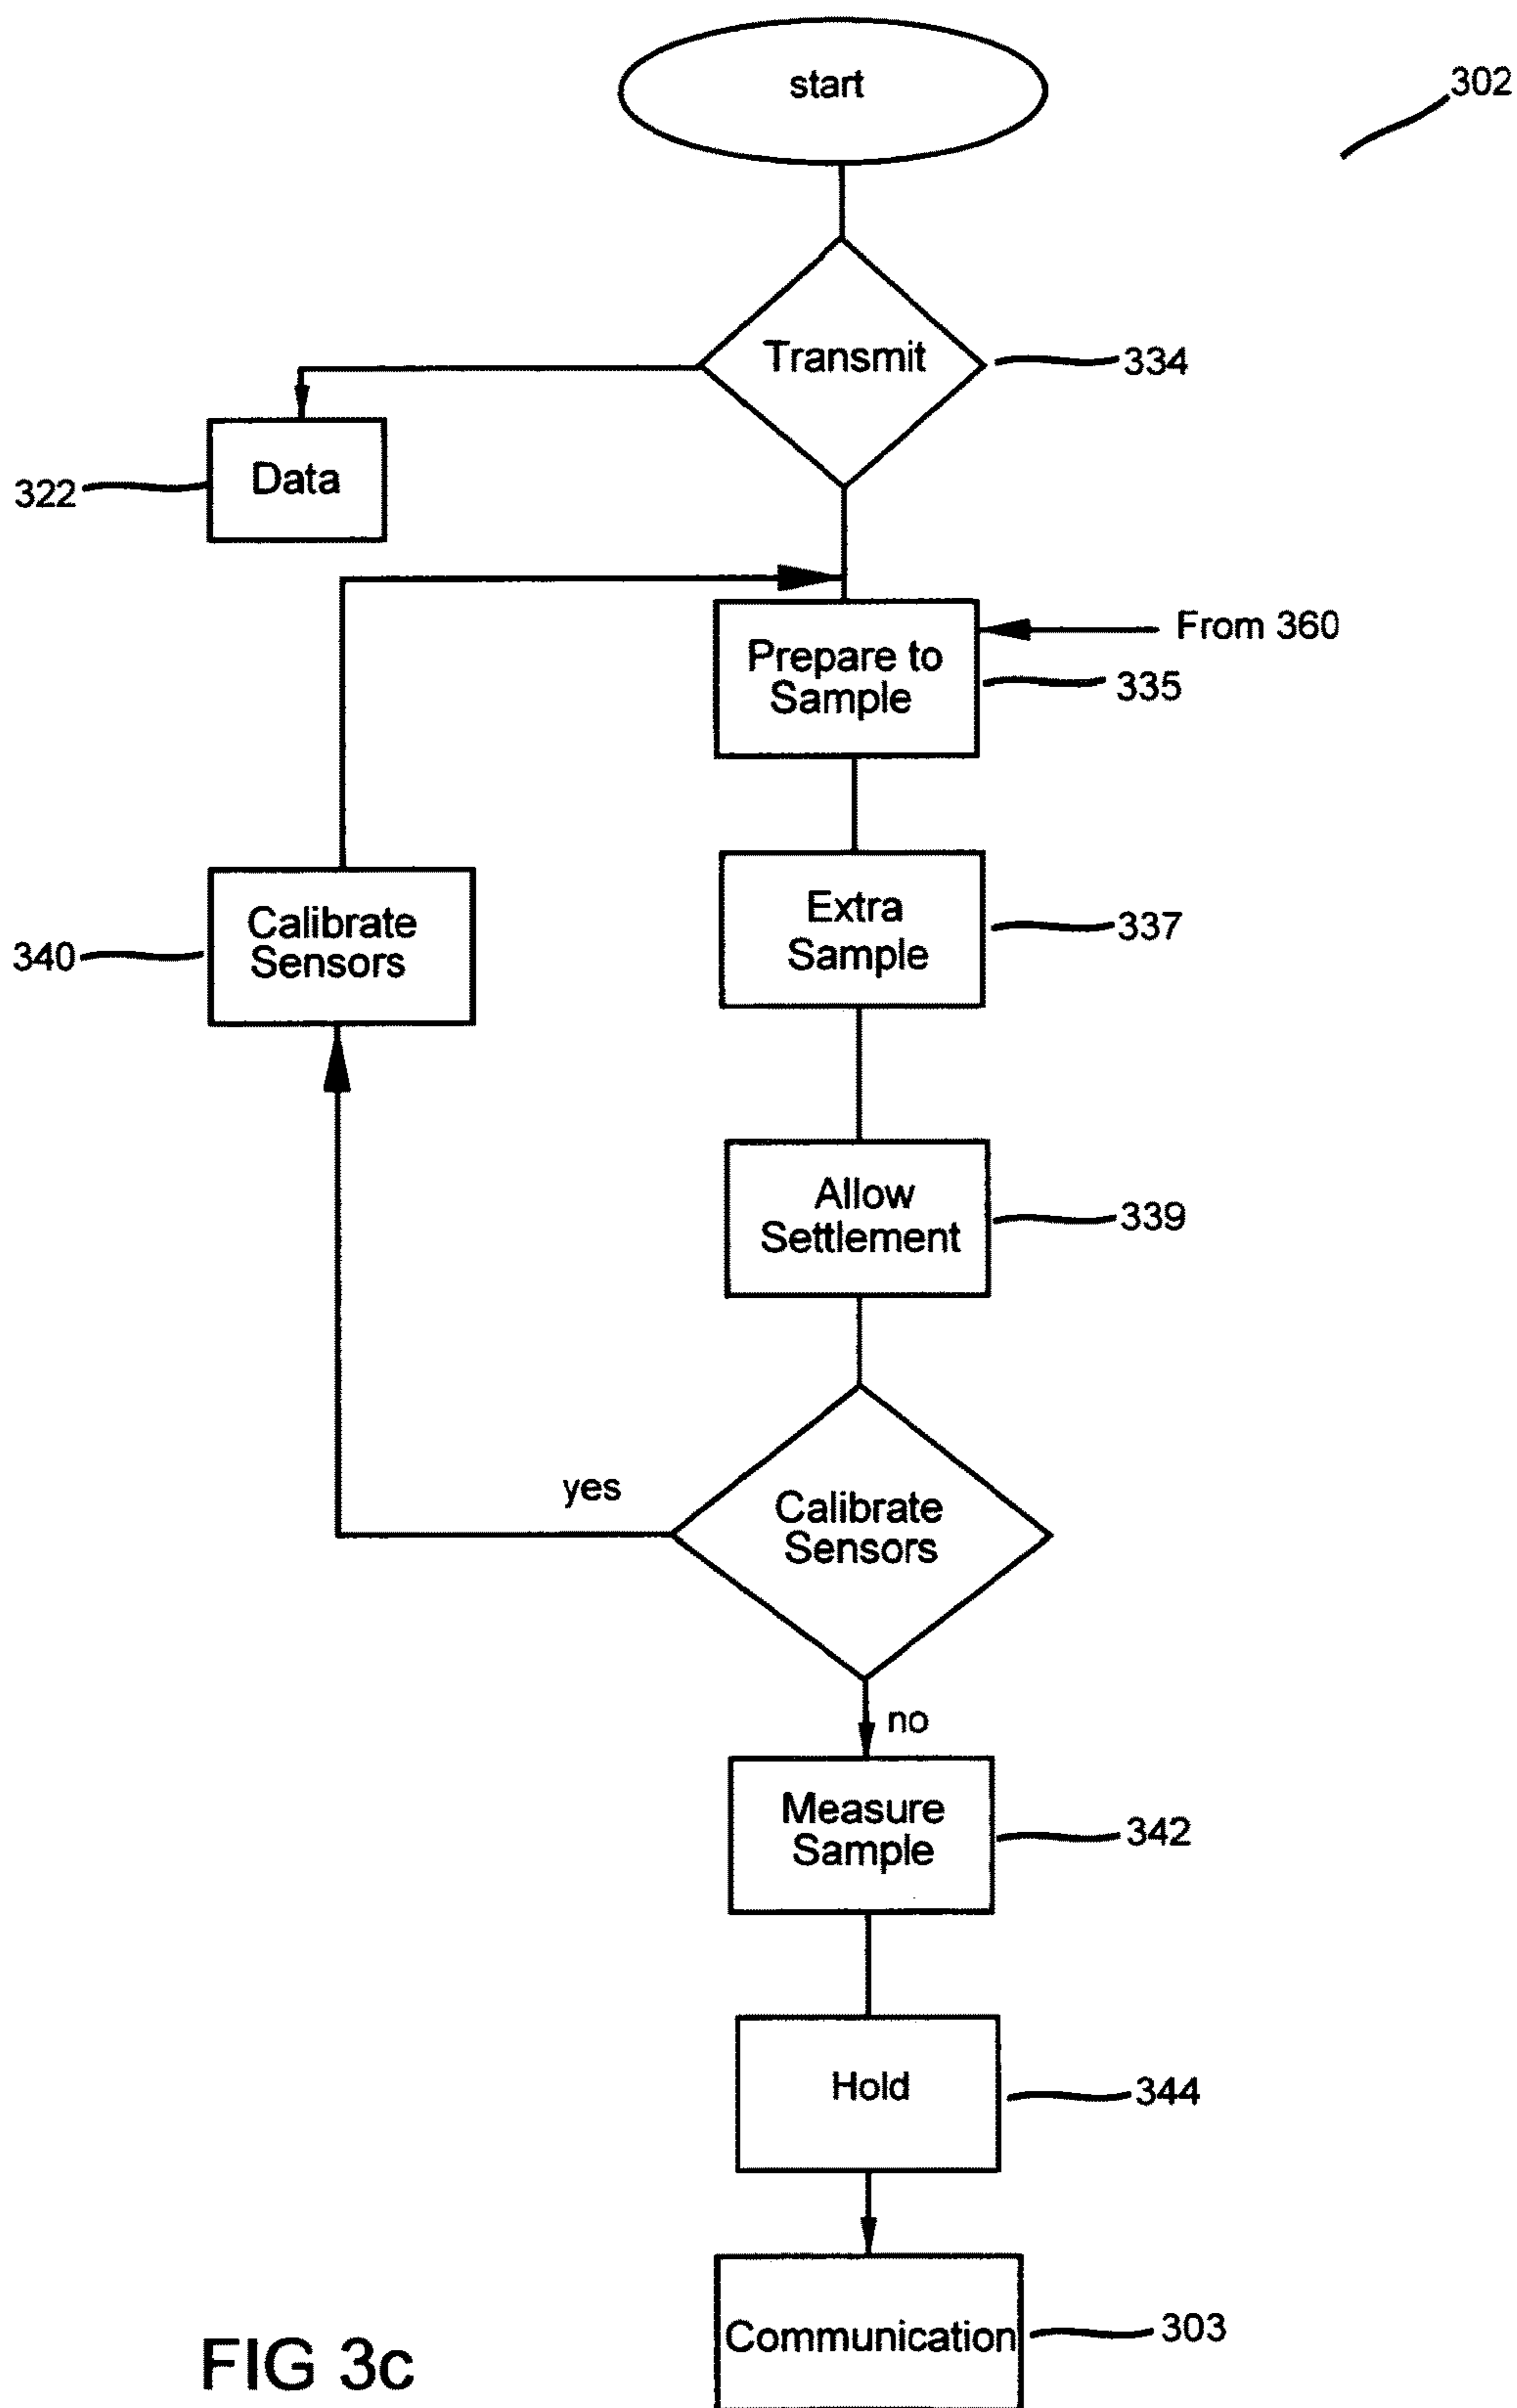 start
302
Transmit
334
Data
322
From 360
Prepare to
Sample
335
Extra
Sample
337
Calibrate
Sensors
340
Allow
Settlement
339
yes
Calibrate
Sensors
no
Measure
Sample
342
Hold
344
Communication
303
FIG 3c